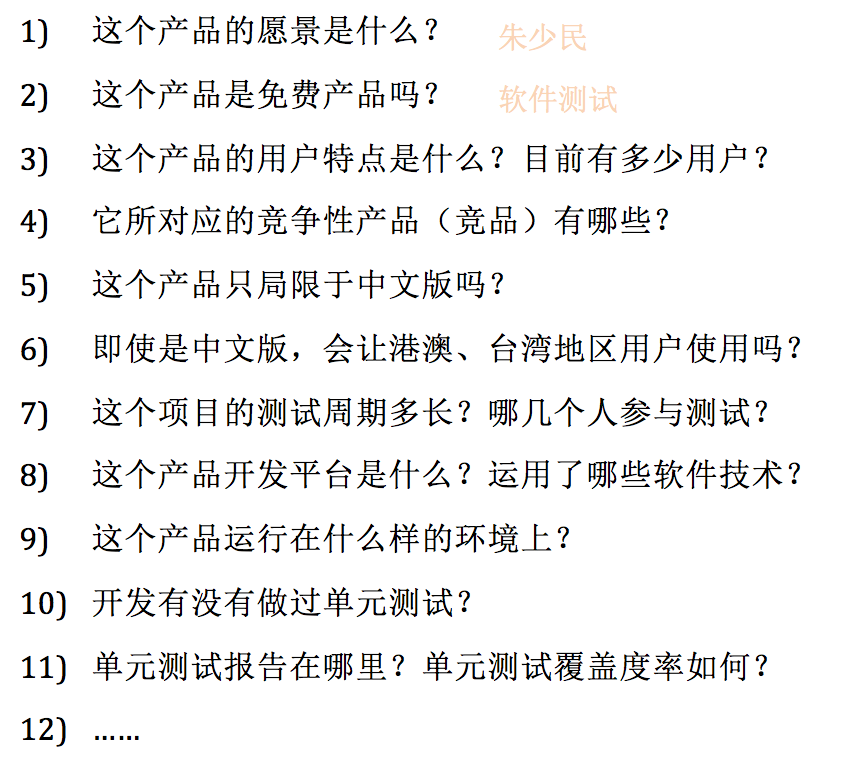 1) 这个产品的愿景是什么？ 朱少民
2) 这个产品是免费产品吗？ 软件测试
3) 这个产品的用户特点是什么？目前有多少用户？
4) 它所对应的竞争性产品（竞品）有哪些？
5) 这个产品只局限于中文版吗？
6) 即使是中文版，会让港澳、台湾地区用户使用吗？
7) 这个项目的测试周期多长？哪几个人参与测试？
8) 这个产品开发平台是什么？运用了哪些软件技术？
9) 这个产品运行在什么样的环境上？
10) 开发有没有做过单元测试？
11) 单元测试报告在哪里？单元测试覆盖度率如何？
12) ……